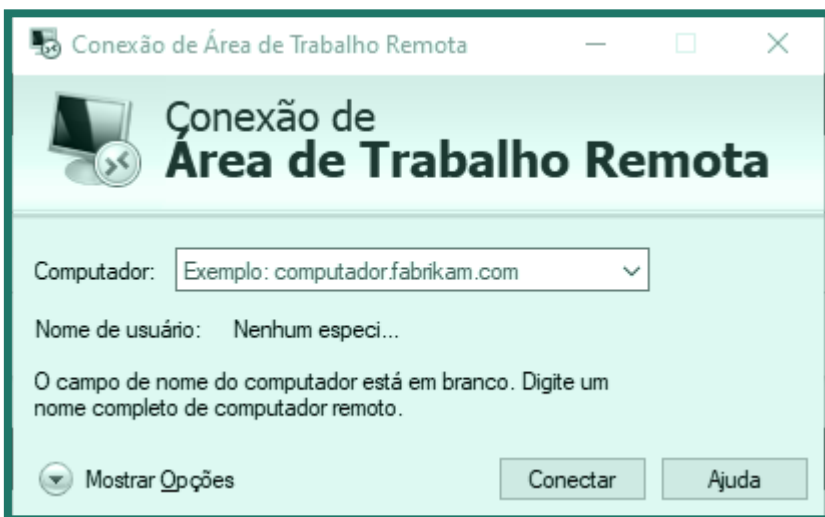 Conexão de Área de Trabalho Remota
Conexão de
Área de Trabalho Remota
Computador: Exemplo: computador.fabrikam.com
Nome de usuário: Nenhum especi...
O campo de nome do computador está em branco. Digite um
nome completo de computador remoto.
Mostrar Opções Conectar Ajuda